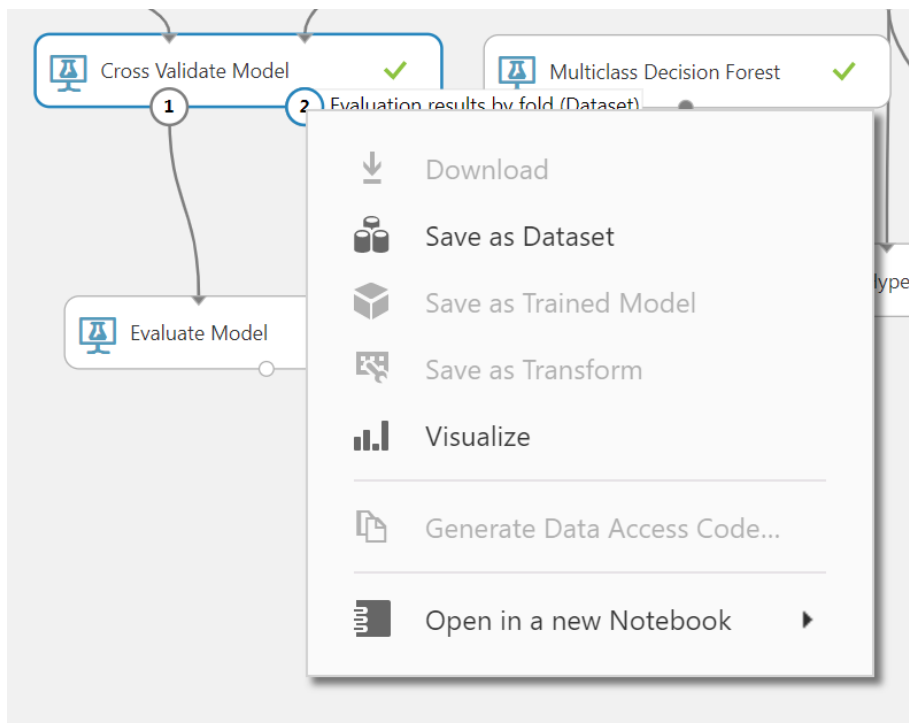 Cross Validate Model
Multiclass Decision Forest
1
2
Evaluation results by fold (Dataset)
Download
Save as Dataset
Save as Trained Model
Save as Transform
Visualize
Generate Data Access Code...
Open in a new Notebook
Evaluate Model